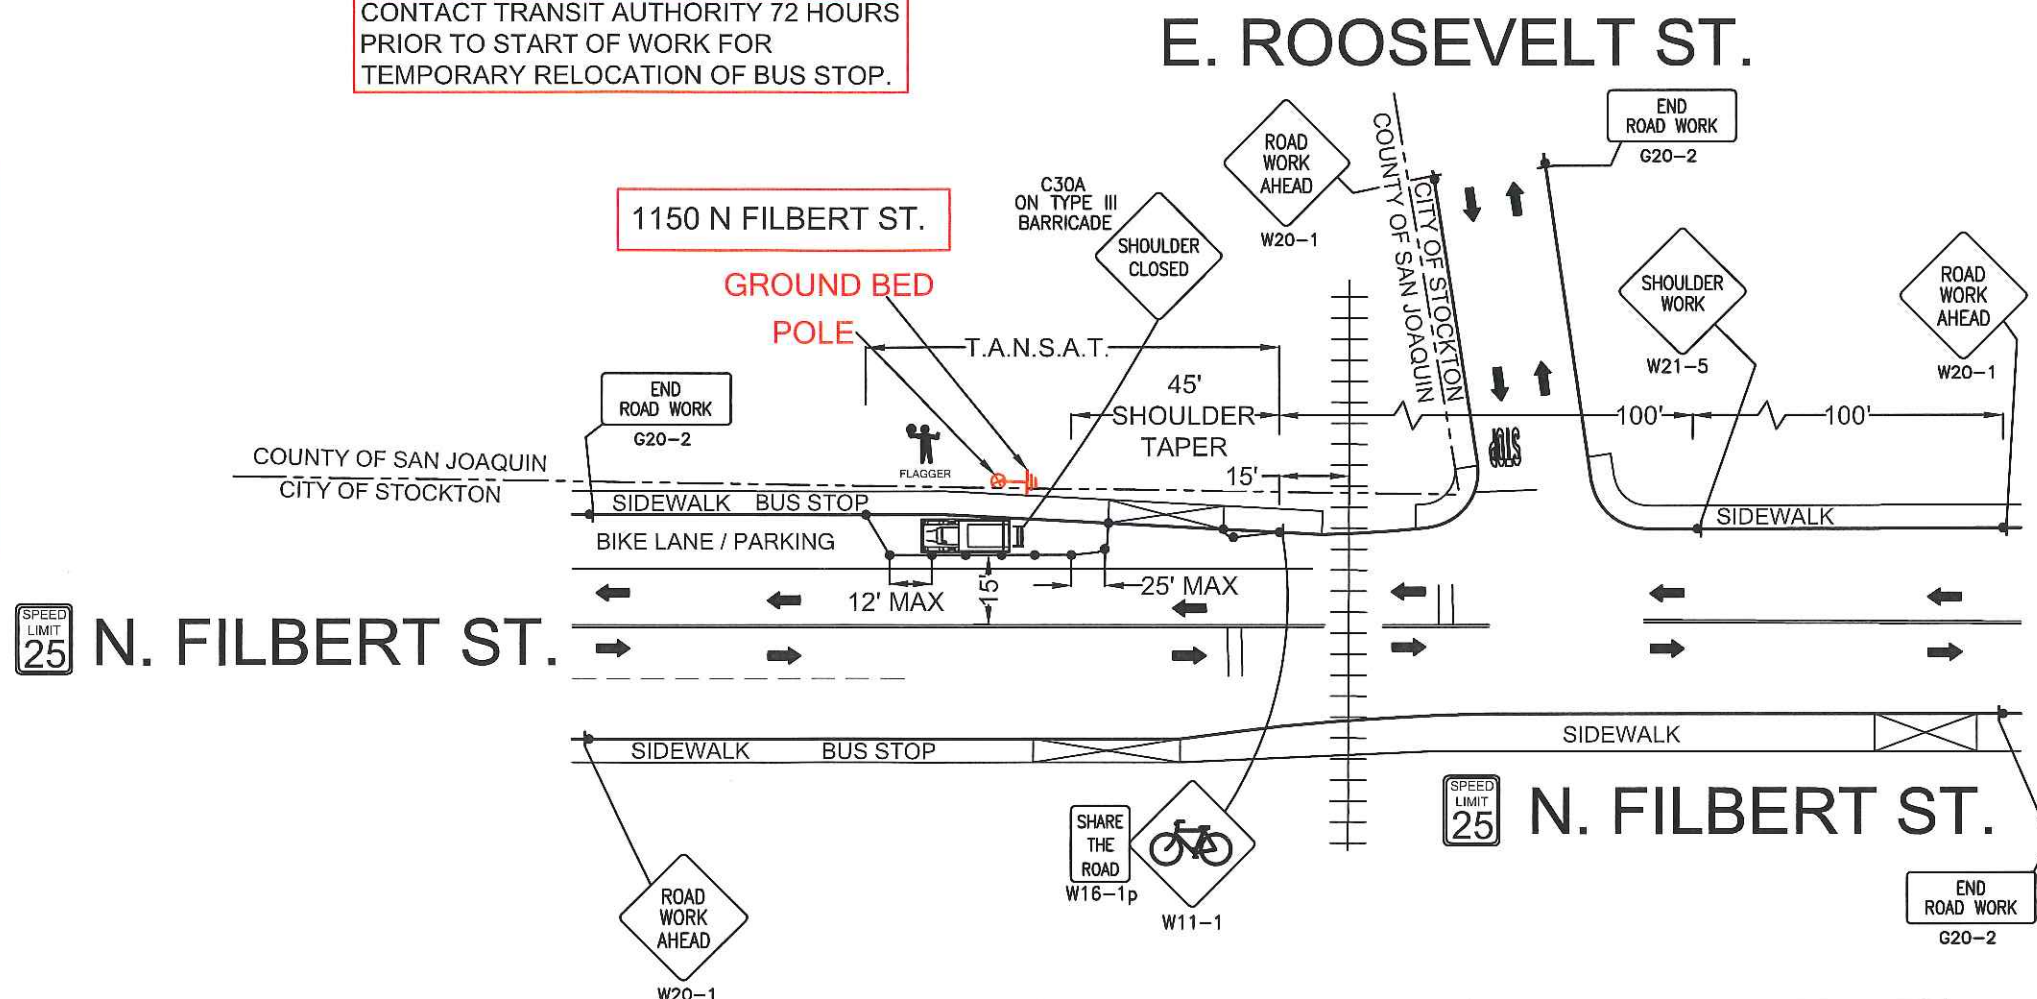 CONTACT TRANSIT AUTHORITY 72 HOURS
PRIOR TO START OF WORK FOR
TEMPORARY RELOCATION OF BUS STOP.
E. ROOSEVELT ST.
END
ROAD WORK
G20-2
ROAD
WORK
AHEAD
W20-1
COUNTY OF SAN JOAQUIN
CITY OF STOCKTON
C30A
ON TYPE III
BARRICADE
SHOULDER
CLOSED
1150 N FILBERT ST.
GROUND BED
POLE
SHOULDER
WORK
W21-5
ROAD
WORK
AHEAD
W20-1
T.A.N.S.A.T.
45'
SHOULDER
TAPER
100'
100'
15'
STOP
END
ROAD WORK
G20-2
FLAGGER
COUNTY OF SAN JOAQUIN
CITY OF STOCKTON
SIDEWALK BUS STOP
SIDEWALK
BIKE LANE / PARKING
12' MAX
15'
25' MAX
SPEED
LIMIT
25
N. FILBERT ST.
SIDEWALK BUS STOP
SIDEWALK
SPEED
LIMIT
25
N. FILBERT ST.
SHARE
THE
ROAD
W16-1p
W11-1
ROAD
WORK
AHEAD
W20-1
END
ROAD WORK
G20-2